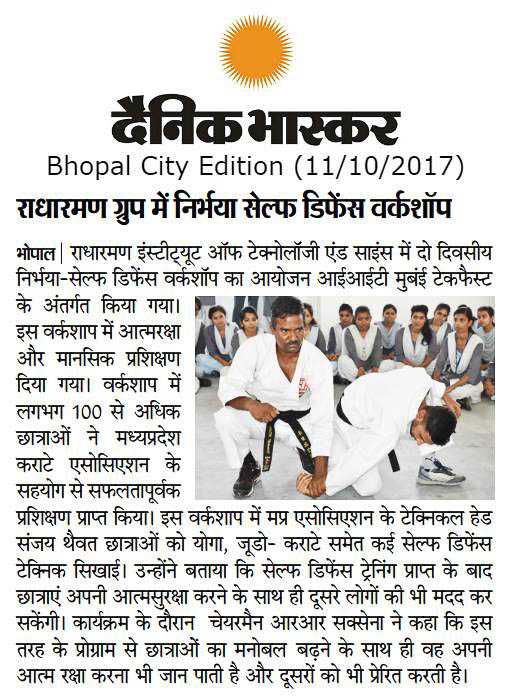 दैनिक भास्कर
Bhopal City Edition (11/10/2017)
राधारमण ग्रुप में निर्भया सेल्फ डिफेंस वर्कशॉप
भोपाल | राधारमण इंस्टीट्यूट ऑफ टेक्नोलॉजी एंड साइंस में दो दिवसीय
निर्भया-सेल्फ डिफेंस वर्कशॉप का आयोजन आईआईटी मुबंई टेकफैस्ट
के अंतर्गत किया गया।
इस वर्कशाप में आत्मरक्षा
और मानसिक प्रशिक्षण
दिया गया। वर्कशाप में
लगभग 100 से अधिक
छात्राओं ने मध्यप्रदेश
कराटे एसोसिएशन के
सहयोग से सफलतापूर्वक
प्रशिक्षण प्राप्त किया। इस वर्कशाप में मप्र एसोसिएशन के टेक्निकल हेड
संजय थैवत छात्राओं को योगा, जूडो- कराटे समेत कई सेल्फ डिफेंस
टेक्निक सिखाई। उन्होंने बताया कि सेल्फ डिफेंस ट्रेनिंग प्राप्त के बाद
छात्राएं अपनी आत्मसुरक्षा करने के साथ ही दूसरे लोगों की भी मदद कर
सकेंगी। कार्यक्रम के दौरान चेयरमैन आरआर सक्सेना ने कहा कि इस
तरह के प्रोग्राम से छात्राओं का मनोबल बढ़ने के साथ ही वह अपनी
आत्म रक्षा करना भी जान पाती है और दूसरों को भी प्रेरित करती है।